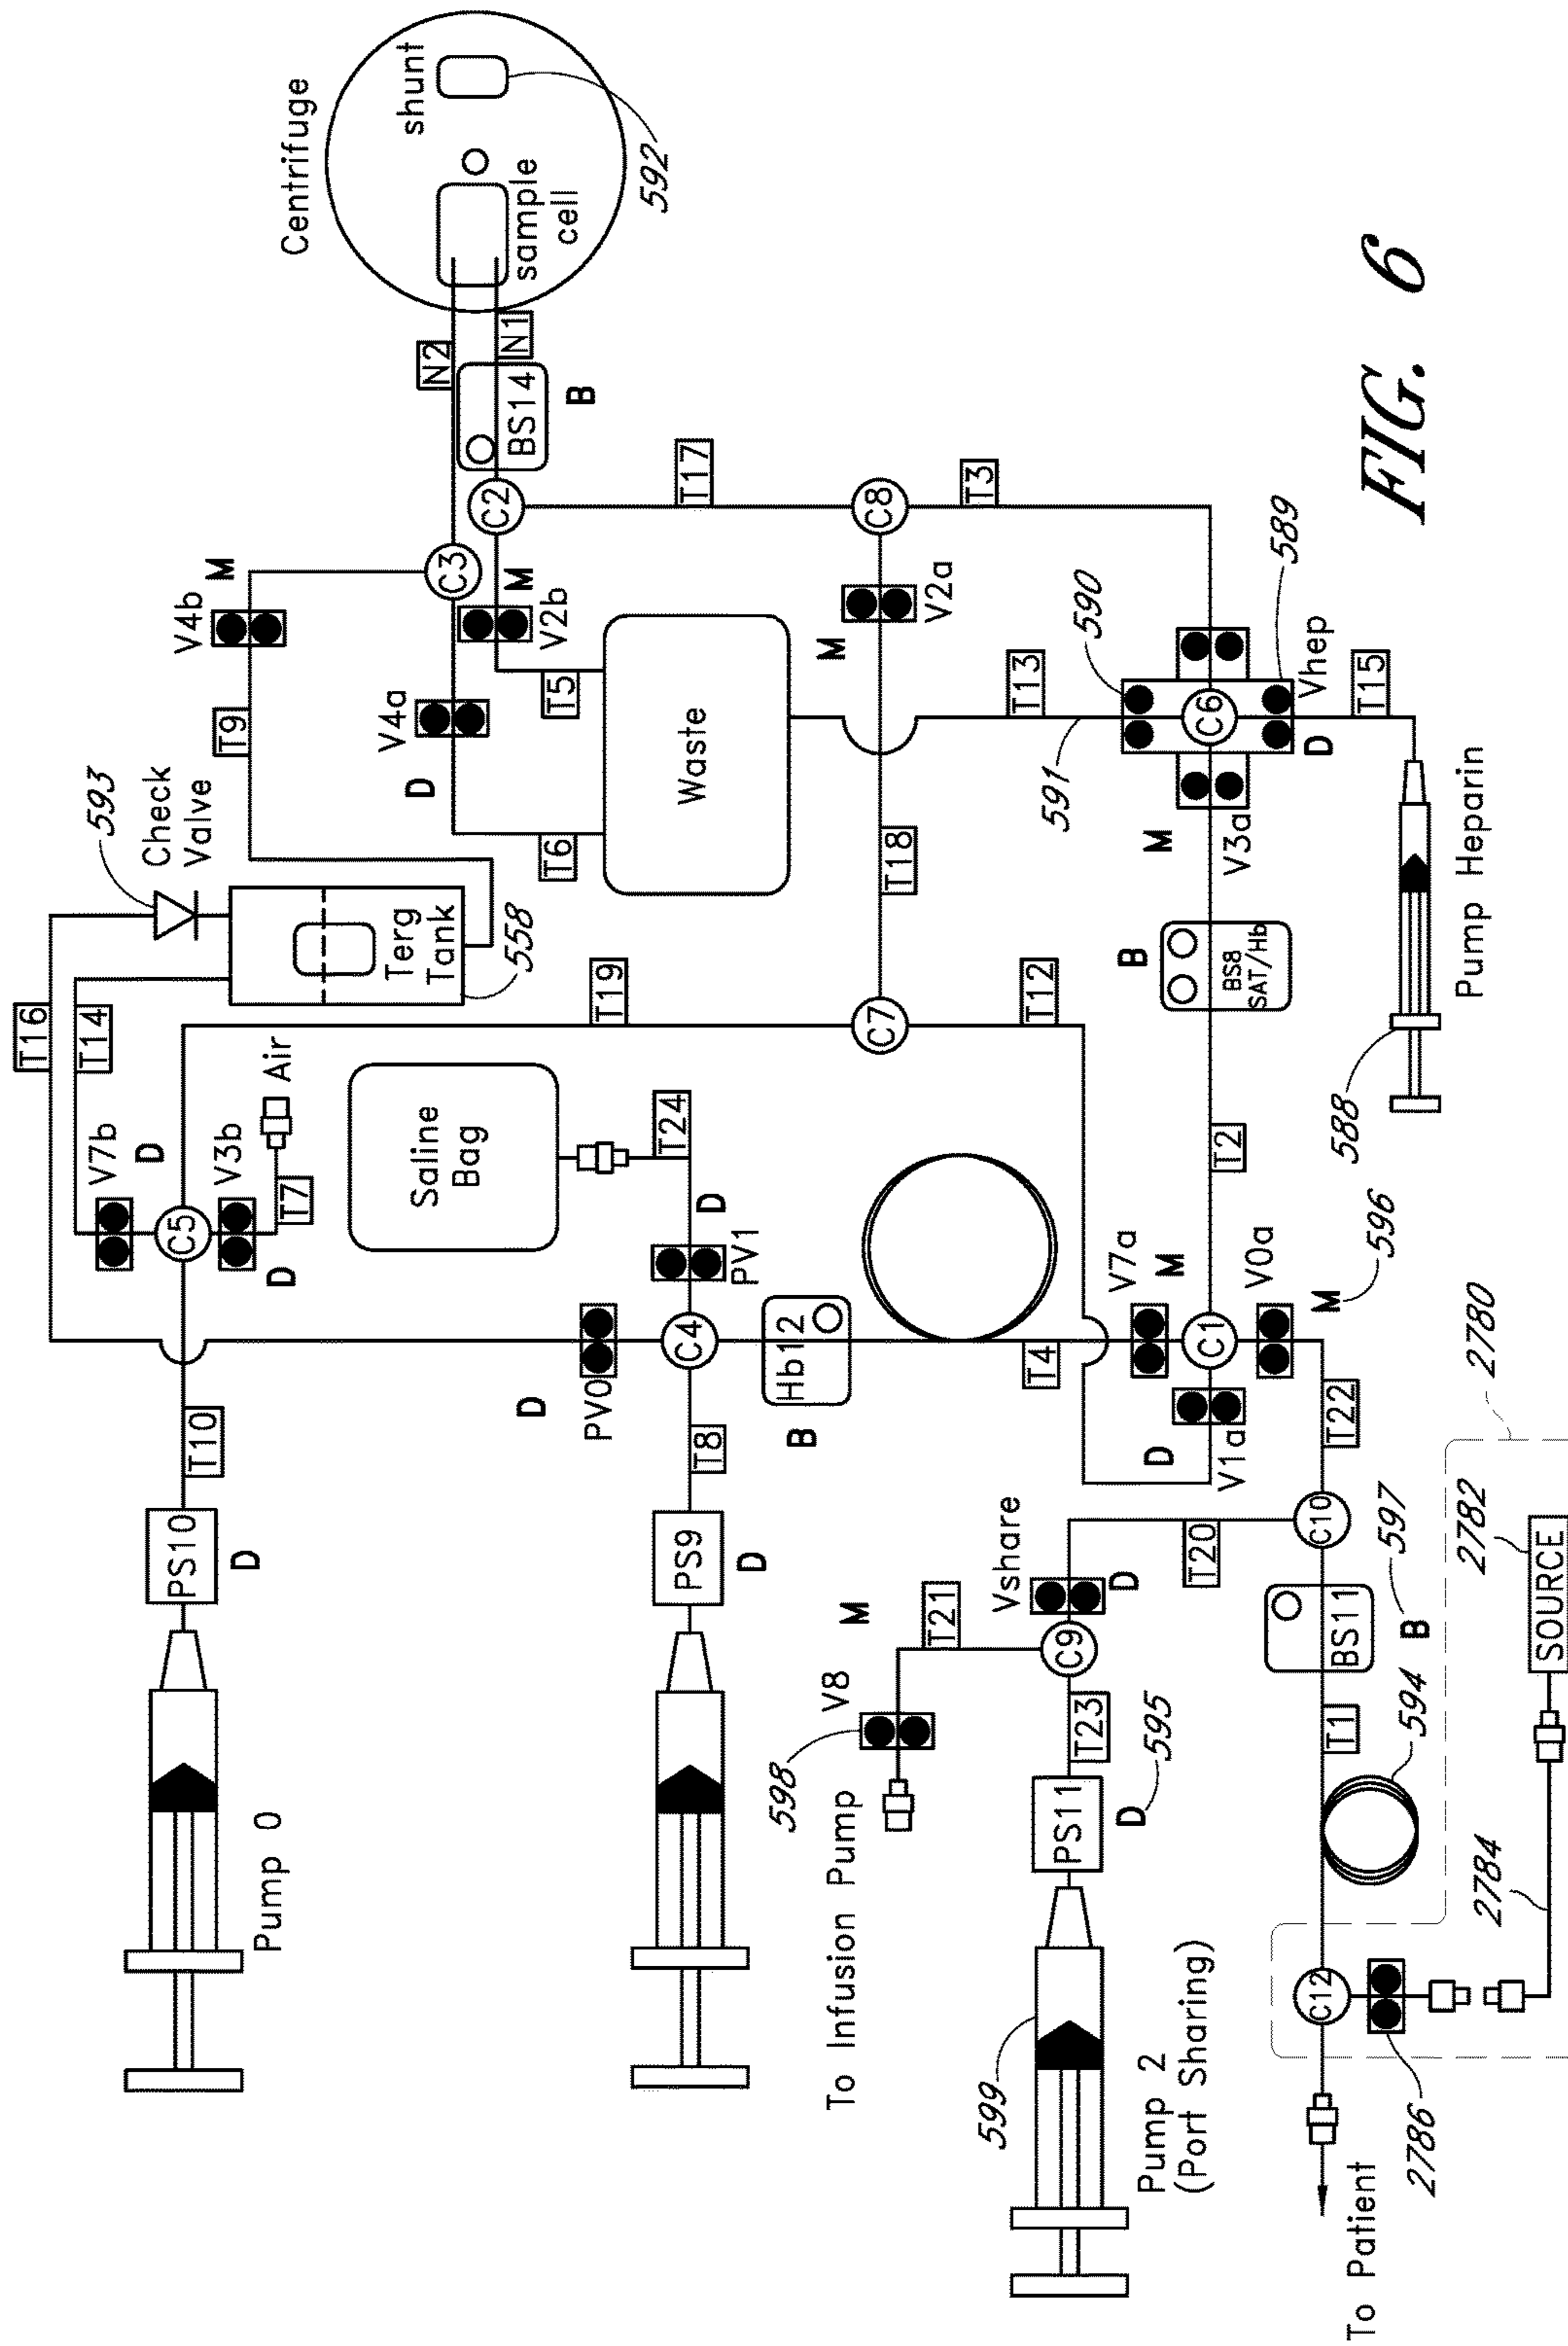 Centrifuge
shunt
sample
cell
592
N2
N1
BS14
B
C2
C3
M
V4b
T9
V4a
D
M
V2b
T5
T6
T17
C8
T3
Waste
M
V2a
T18
T13
591
590
589
C6
Vhep
D
T15
M
V3a
B
BS8
SAT/Hb
Pump Heparin
588
593
Check
Valve
Terg
Tank
558
T16
T14
V7b
D
C5
V3b
D
T7
Air
T19
C7
T12
Saline
Bag
T24
D
PV1
PV0
D
C4
Hb12
B
T8
T4
V7a
M
C1
T2
V0a
M
596
V1a
D
T22
T10
PS10
D
Pump 0
PS9
D
To Infusion Pump
V8
M
598
T21
Vshare
D
C9
T23
T20
C10
PS11
D
595
599
Pump 2
(Port Sharing)
BS11
B
597
T1
594
C12
To Patient
2786
2784
SOURCE
2782
2780
FIG. 6